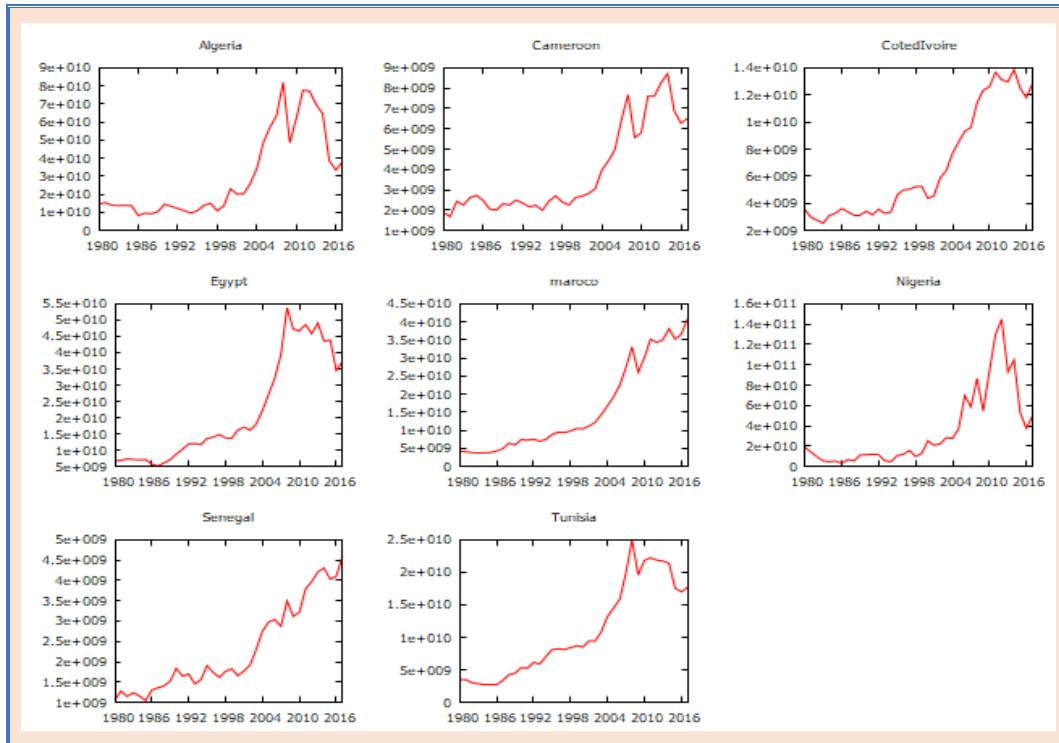 Algeria
9e+010
8e+010
7e+010
6e+010
5e+010
4e+010
3e+010
2e+010
1e+010
0
1980 1986 1992 1998 2004 2010 2016
Cameroon
9e+009
8e+009
7e+009
6e+009
5e+009
4e+009
3e+009
2e+009
1e+009
1980 1986 1992 1998 2004 2010 2016
CotedIvoire
1.4e+010
1.2e+010
1e+010
8e+009
6e+009
4e+009
2e+009
1980 1986 1992 1998 2004 2010 2016
Egypt
5.5e+010
5e+010
4.5e+010
4e+010
3.5e+010
3e+010
2.5e+010
2e+010
1.5e+010
1e+010
5e+009
1980 1986 1992 1998 2004 2010 2016
maroco
4.5e+010
4e+010
3.5e+010
3e+010
2.5e+010
2e+010
1.5e+010
1e+010
5e+009
0
1980 1986 1992 1998 2004 2010 2016
Nigeria
1.6e+011
1.4e+011
1.2e+011
1e+011
8e+010
6e+010
4e+010
2e+010
0
1980 1986 1992 1998 2004 2010 2016
Senegal
5e+009
4.5e+009
4e+009
3.5e+009
3e+009
2.5e+009
2e+009
1.5e+009
1e+009
1980 1986 1992 1998 2004 2010 2016
Tunisia
2.5e+010
2e+010
1.5e+010
1e+010
5e+009
0
1980 1986 1992 1998 2004 2010 2016